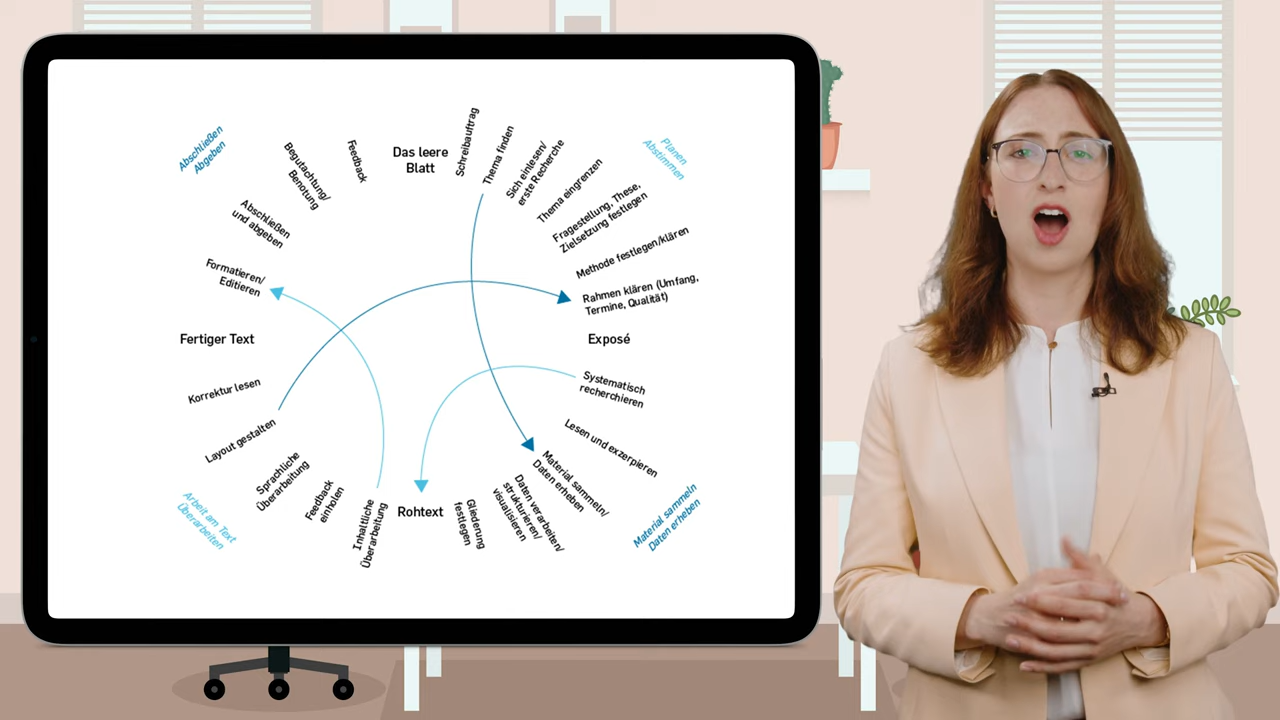 Das leere
Blatt
Schreibauftrag
Thema finden
Sich einlesen/
erste Recherche
Thema eingrenzen
Planen
Abstimmen
Fragestellung, These,
Zielsetzung festlegen
Methode festlegen/klären
Rahmen klären (Umfang,
Termine, Qualität)
Exposé
Systematisch
recherchieren
Lesen und exzerpieren
Material sammeln/
Daten erheben
Material sammeln
Daten erheben
Daten verarbeiten/
strukturieren/
visualisieren
Gliederung
festlegen
Rohtext
Inhaltliche
Überarbeitung
Feedback
einholen
Sprachliche
Überarbeitung
Arbeit am Text
Überarbeiten
Layout gestalten
Korrektur lesen
Fertiger Text
Formatieren/
Editieren
Abschließen
und abgeben
Abschließen
Abgeben
Begutachtung/
Benotung
Feedback